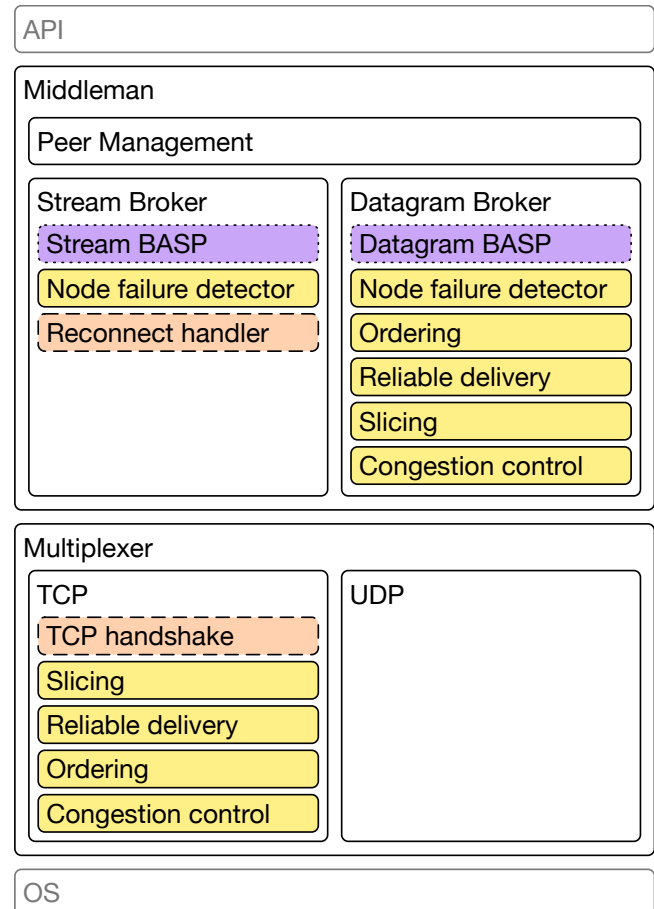 API
Middleman
Peer Management
Stream Broker
Stream BASP
Node failure detector
Reconnect handler
Datagram Broker
Datagram BASP
Node failure detector
Ordering
Reliable delivery
Slicing
Congestion control
Multiplexer
TCP
TCP handshake
Slicing
Reliable delivery
Ordering
Congestion control
UDP
OS